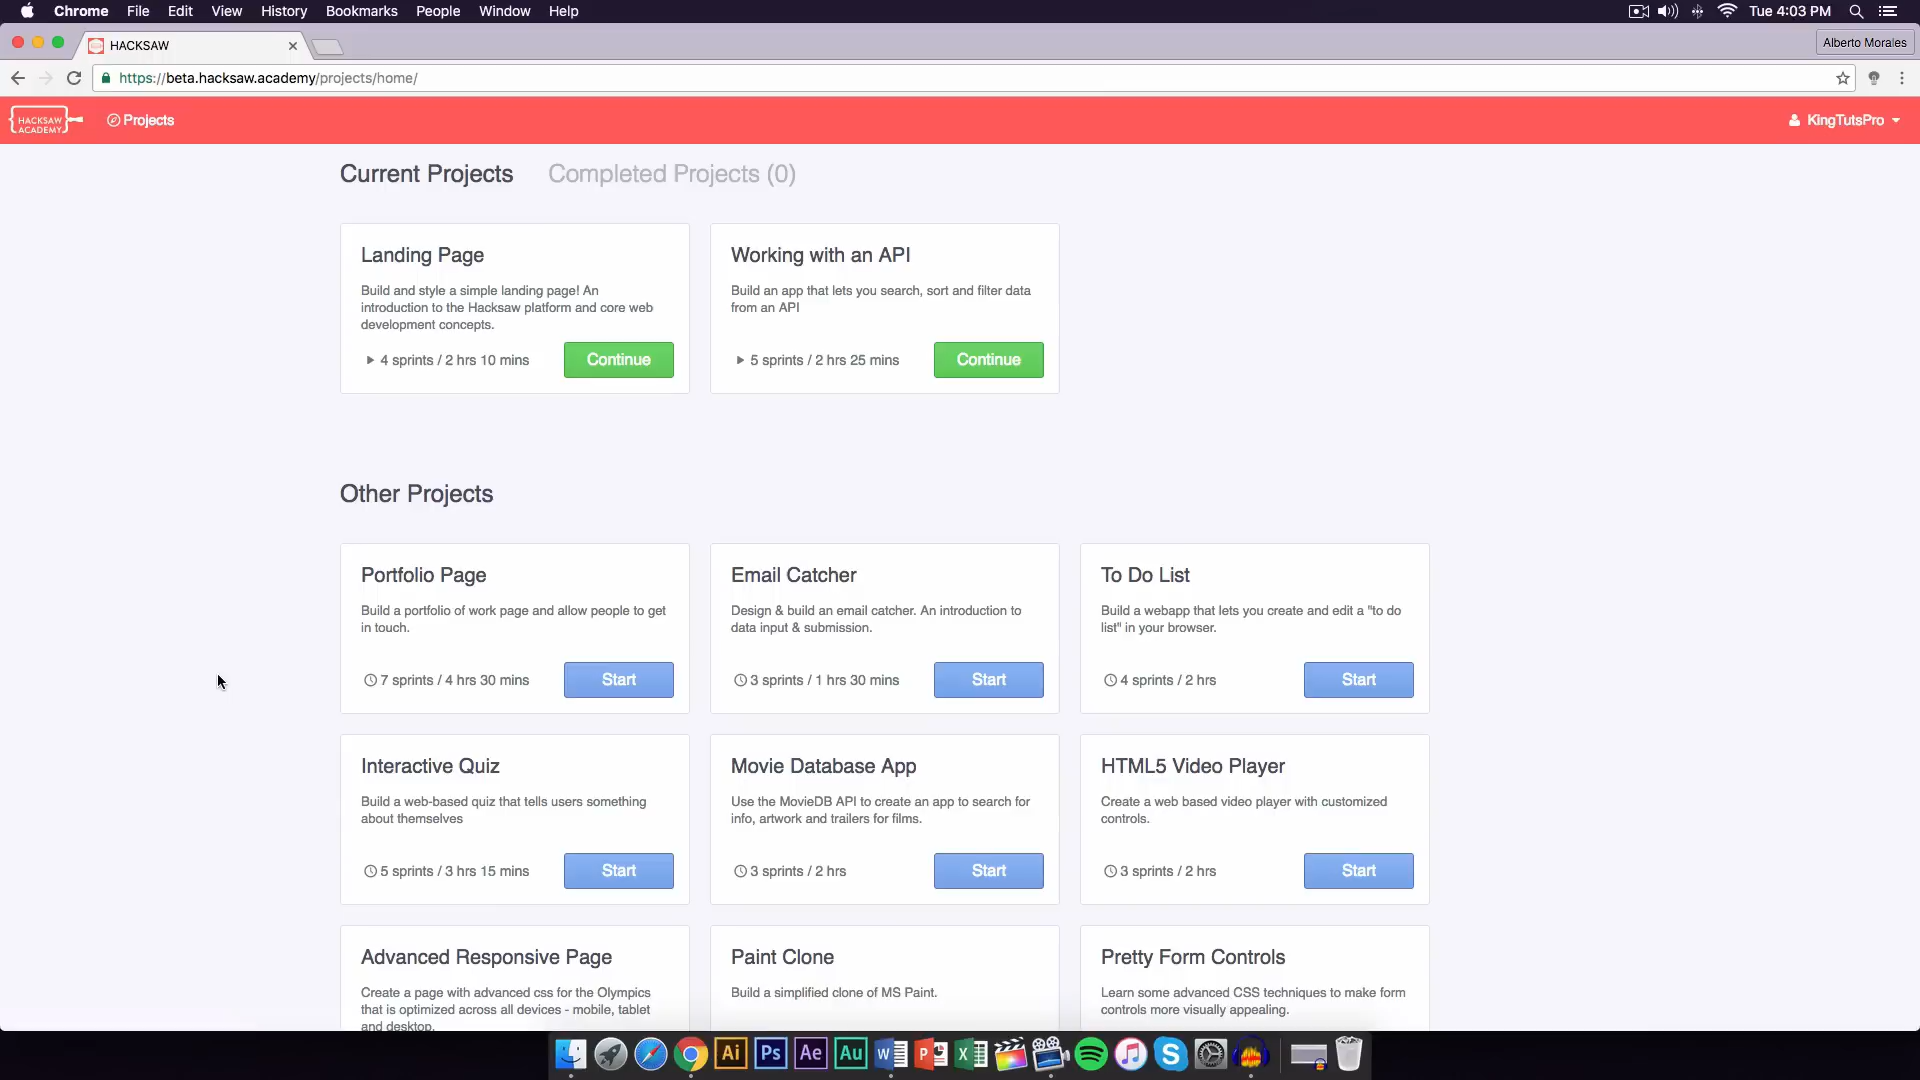 Chrome File Edit View History Bookmarks People Window Help
Tue 4:03 PM
HACKSAW
Alberto Morales
https://beta.hacksaw.academy/projects/home/
HACKSAW
ACADEMY
Projects
KingTutsPro
Current Projects
Completed Projects (0)
Landing Page
Build and style a simple landing page! An
introduction to the Hacksaw platform and core web
development concepts.
4 sprints / 2 hrs 10 mins
Continue
Working with an API
Build an app that lets you search, sort and filter data
from an API
5 sprints / 2 hrs 25 mins
Continue
Other Projects
Portfolio Page
Build a portfolio of work page and allow people to get
in touch.
7 sprints / 4 hrs 30 mins
Start
Email Catcher
Design & build an email catcher. An introduction to
data input & submission.
3 sprints / 1 hrs 30 mins
Start
To Do List
Build a webapp that lets you create and edit a "to do
list" in your browser.
4 sprints / 2 hrs
Start
Interactive Quiz
Build a web-based quiz that tells users something
about themselves
5 sprints / 3 hrs 15 mins
Start
Movie Database App
Use the MovieDB API to create an app to search for
info, artwork and trailers for films.
3 sprints / 2 hrs
Start
HTML5 Video Player
Create a web based video player with customized
controls.
3 sprints / 2 hrs
Start
Advanced Responsive Page
Create a page with advanced css for the Olympics
that is optimized across all devices - mobile, tablet
and desktop.
Paint Clone
Build a simplified clone of MS Paint.
Pretty Form Controls
Learn some advanced CSS techniques to make form
controls more visually appealing.
Ai Ps Ae Au W P X S